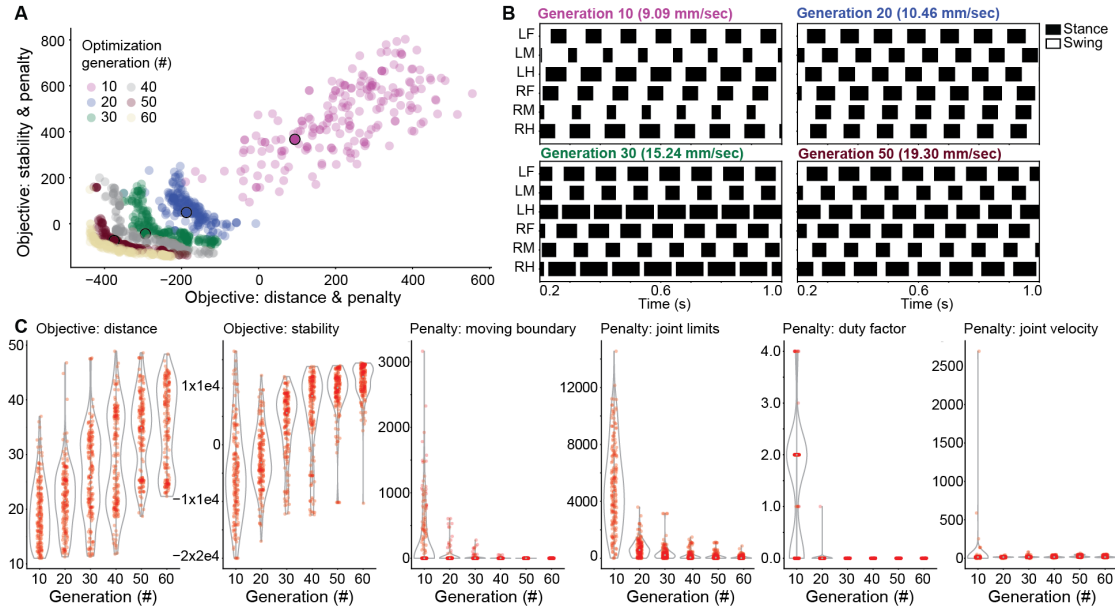 A
Optimization
generation (#)
10 40
20 50
30 60
800
600
400
200
0
Objective: stability & penalty
−400 −200 0 200 400 600
Objective: distance & penalty
B
Generation 10 (9.09 mm/sec) Generation 20 (10.46 mm/sec)
Stance
Swing
LF
LM
LH
RF
RM
RH
Generation 30 (15.24 mm/sec) Generation 50 (19.30 mm/sec)
LF
LM
LH
RF
RM
RH
0.2 0.6 1.0 0.2 0.6 1.0
Time (s) Time (s)
C
Objective: distance
50
40
30
20
10
10 20 30 40 50 60
Generation (#)
Objective: stability
1x1e4
0
−1x1e4
−2x2e4
10 20 30 40 50 60
Generation (#)
Penalty: moving boundary
3000
2000
1000
0
10 20 30 40 50 60
Generation (#)
Penalty: joint limits
12000
8000
4000
0
10 20 30 40 50 60
Generation (#)
Penalty: duty factor
4.0
3.0
2.0
1.0
0.0
10 20 30 40 50 60
Generation (#)
Penalty: joint velocity
2500
2000
1500
1000
500
0
10 20 30 40 50 60
Generation (#)